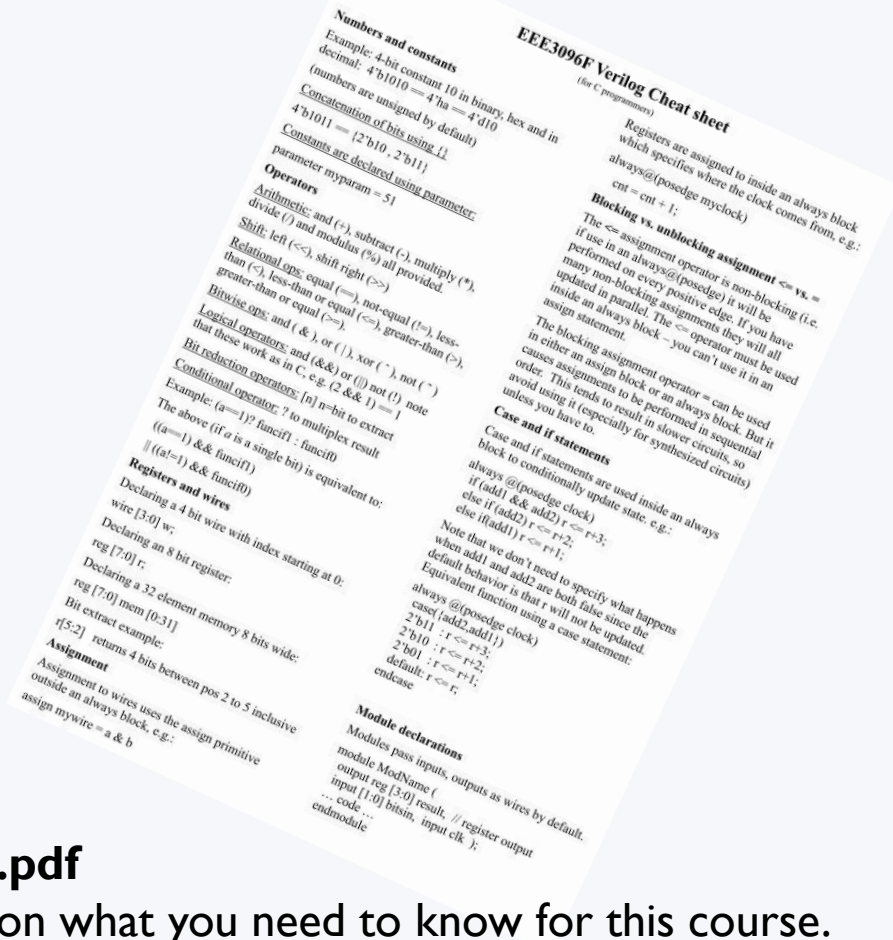 EEE3096F Verilog Cheat sheet
(for C programmers)
Numbers and constants
Example: 4-bit constant 10 in binary, hex and in
decimal: 4'b1010 == 4'ha == 4'd10
(numbers are unsigned by default)
Concatenation of bits using {}
4'b1011 == {2'b10 , 2'b11}
Constants are declared using parameter:
parameter myparam = 51
Operators
Arithmetic: and (+), subtract (-), multiply (*),
divide (/) and modulus (%) all provided.
Shift: left (<<), shift right (>>)
Relational ops: equal (==), not-equal (!=), less-
than (<), less-than or equal (<=), greater-than (>),
greater-than or equal (>=).
Bitwise ops: and ( & ), or ( | ), xor ( ^ ), not ( ~ )
Logical operators: and (&&) or (||) not (!) note
that these work as in C, e.g. (2 && 1) == 1
Bit reduction operators: [n] n=bit to extract
Conditional operator: ? to multiplex result
Example: (a==1)? funcif1 : funcif0
The above (if a is a single bit) is equivalent to:
((a==1) && funcif1)
|| ((a!=1) && funcif0)
Registers and wires
Declaring a 4 bit wire with index starting at 0:
wire [3:0] w;
Declaring an 8 bit register:
reg [7:0] r;
Declaring a 32 element memory 8 bits wide:
reg [7:0] mem [0:31]
Bit extract example:
r[5:2] returns 4 bits between pos 2 to 5 inclusive
Assignment
Assignment to wires uses the assign primitive
outside an always block, e.g.:
assign mywire = a & b
Registers are assigned to inside an always block
which specifies where the clock comes from, e.g.:
always@(posedge myclock)
cnt = cnt + 1;
Blocking vs. unblocking assignment <= vs. =
The <= assignment operator is non-blocking (i.e.
if use in an always@(posedge) it will be
performed on every positive edge. If you have
many non-blocking assignments they will all
updated in parallel. The <= operator must be used
inside an always block – you can't use it in an
assign statement.
The blocking assignment operator = can be used
in either an assign block or an always block. But it
causes assignments to be performed in sequential
order. This tends to result in slower circuits, so
avoid using it (especially for synthesized circuits)
unless you have to.
Case and if statements
Case and if statements are used inside an always
block to conditionally update state. e.g.:
always @(posedge clock)
if (add1 && add2) r <= r+3;
else if (add2) r <= r+2;
else if(add1) r <= r+1;
Note that we don't need to specify what happens
when add1 and add2 are both false since the
default behavior is that r will not be updated.
Equivalent function using a case statement:
always @(posedge clock)
case({add2,add1})
2'b11 : r <= r+3;
2'b10 : r <= r+2;
2'b01 : r <= r+1;
default: r <= r;
endcase
Module declarations
Modules pass inputs, outputs as wires by default.
module ModName (
output reg [3:0] result, // register output
input [1:0] bitsin, input clk );
… code …
endmodule
.pdf
on what you need to know for this course.